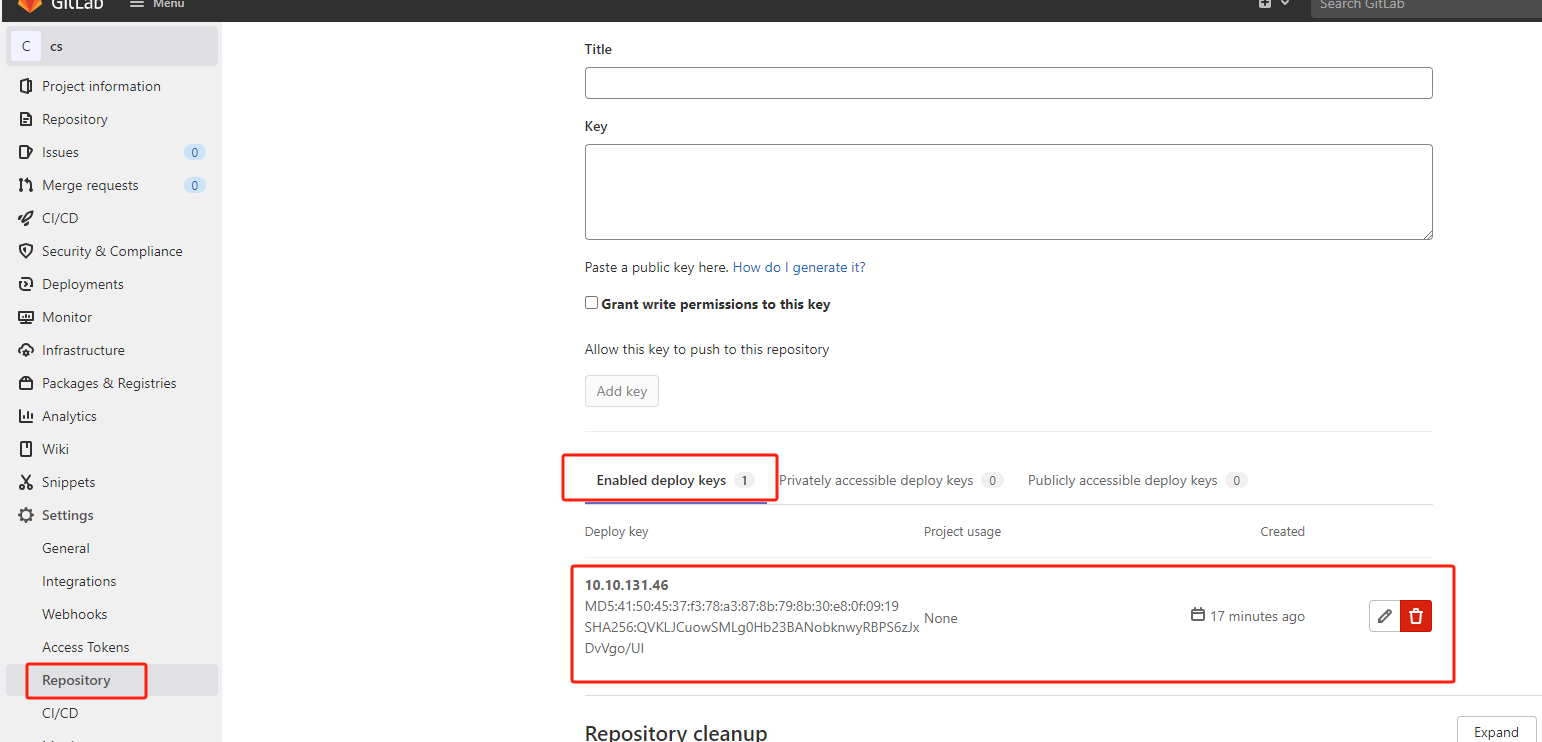 GitLab
Menu
Search GitLab
C cs
Project information
Repository
Issues 0
Merge requests 0
CI/CD
Security & Compliance
Deployments
Monitor
Infrastructure
Packages & Registries
Analytics
Wiki
Snippets
Settings
General
Integrations
Webhooks
Access Tokens
Repository
CI/CD
Title
Key
Paste a public key here. How do I generate it?
Grant write permissions to this key
Allow this key to push to this repository
Add key
Enabled deploy keys 1 Privately accessible deploy keys 0 Publicly accessible deploy keys 0
Deploy key Project usage Created
10.10.131.46
MD5:41:50:45:37:f3:78:a3:87:8b:79:8b:30:e8:0f:09:19
SHA256:QVKLJCuowSMLg0Hb23BANobknwyRBPS6zJx
DvVgo/UI
None
17 minutes ago
Repository cleanup
Expand